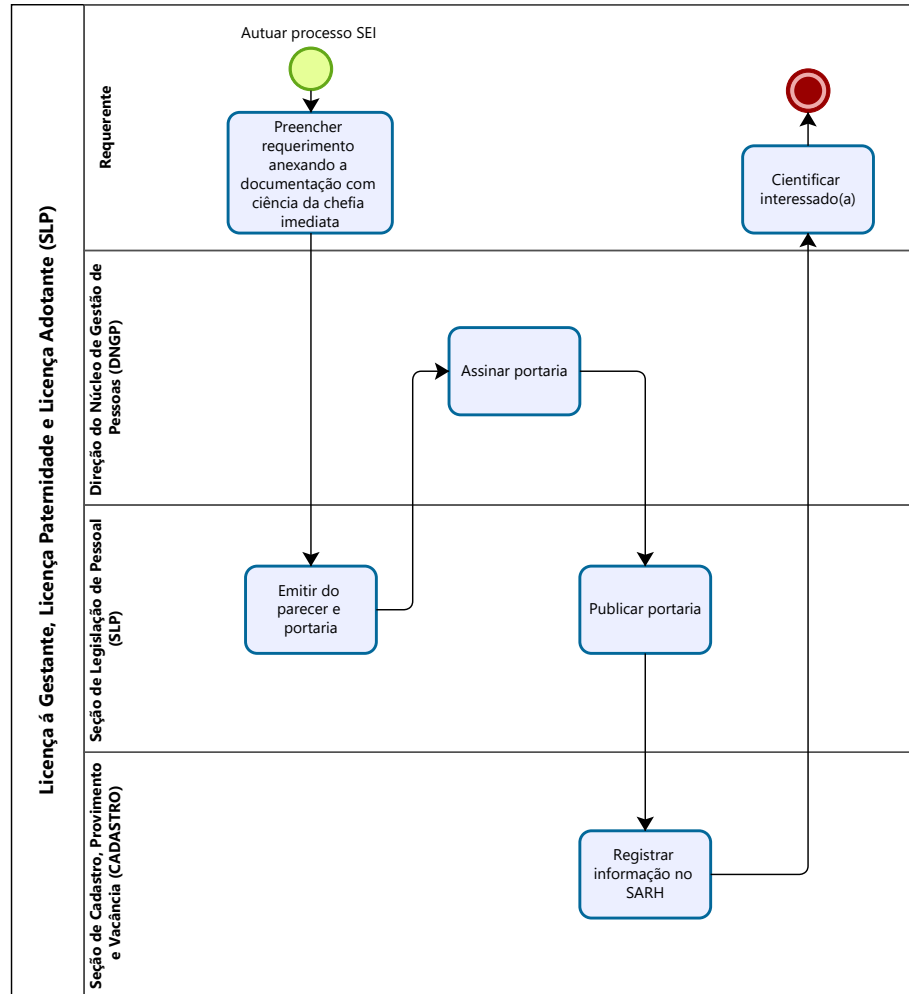 Licença á Gestante, Licença Paternidade e Licença Adotante (SLP)
Requerente
Autuar processo SEI
Preencher
requerimento
anexando a
documentação com
ciência da chefia
imediata
Cientificar
interessado(a)
Direção do Núcleo de Gestão de
Pessoas (DNGP)
Assinar portaria
Seção de Legislação de Pessoal
(SLP)
Emitir do
parecer e
portaria
Publicar portaria
Seção de Cadastro, Provimento
e Vacância (CADASTRO)
Registrar
informação no
SARH